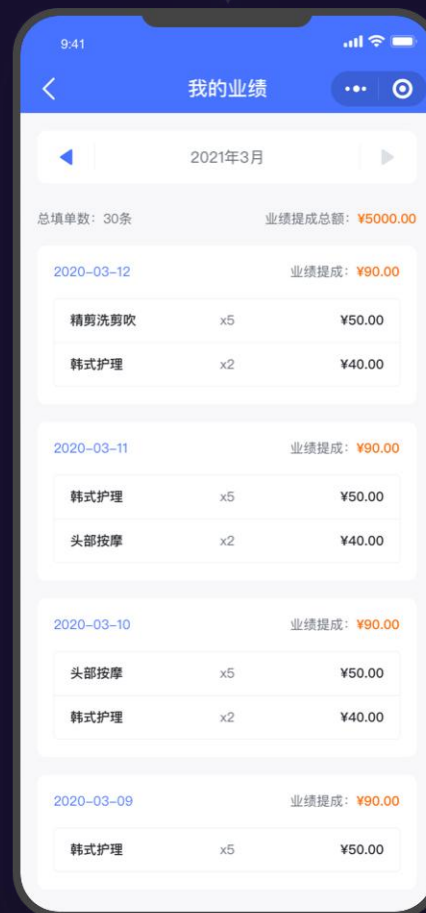 9:41
我的业绩
2021年3月
总填单数：30条 业绩提成总额：¥5000.00
2020-03-12 业绩提成：¥90.00
精剪洗剪吹 x5 ¥50.00
韩式护理 x2 ¥40.00
2020-03-11 业绩提成：¥90.00
韩式护理 x5 ¥50.00
头部按摩 x2 ¥40.00
2020-03-10 业绩提成：¥90.00
头部按摩 x5 ¥50.00
韩式护理 x2 ¥40.00
2020-03-09 业绩提成：¥90.00
韩式护理 x5 ¥50.00